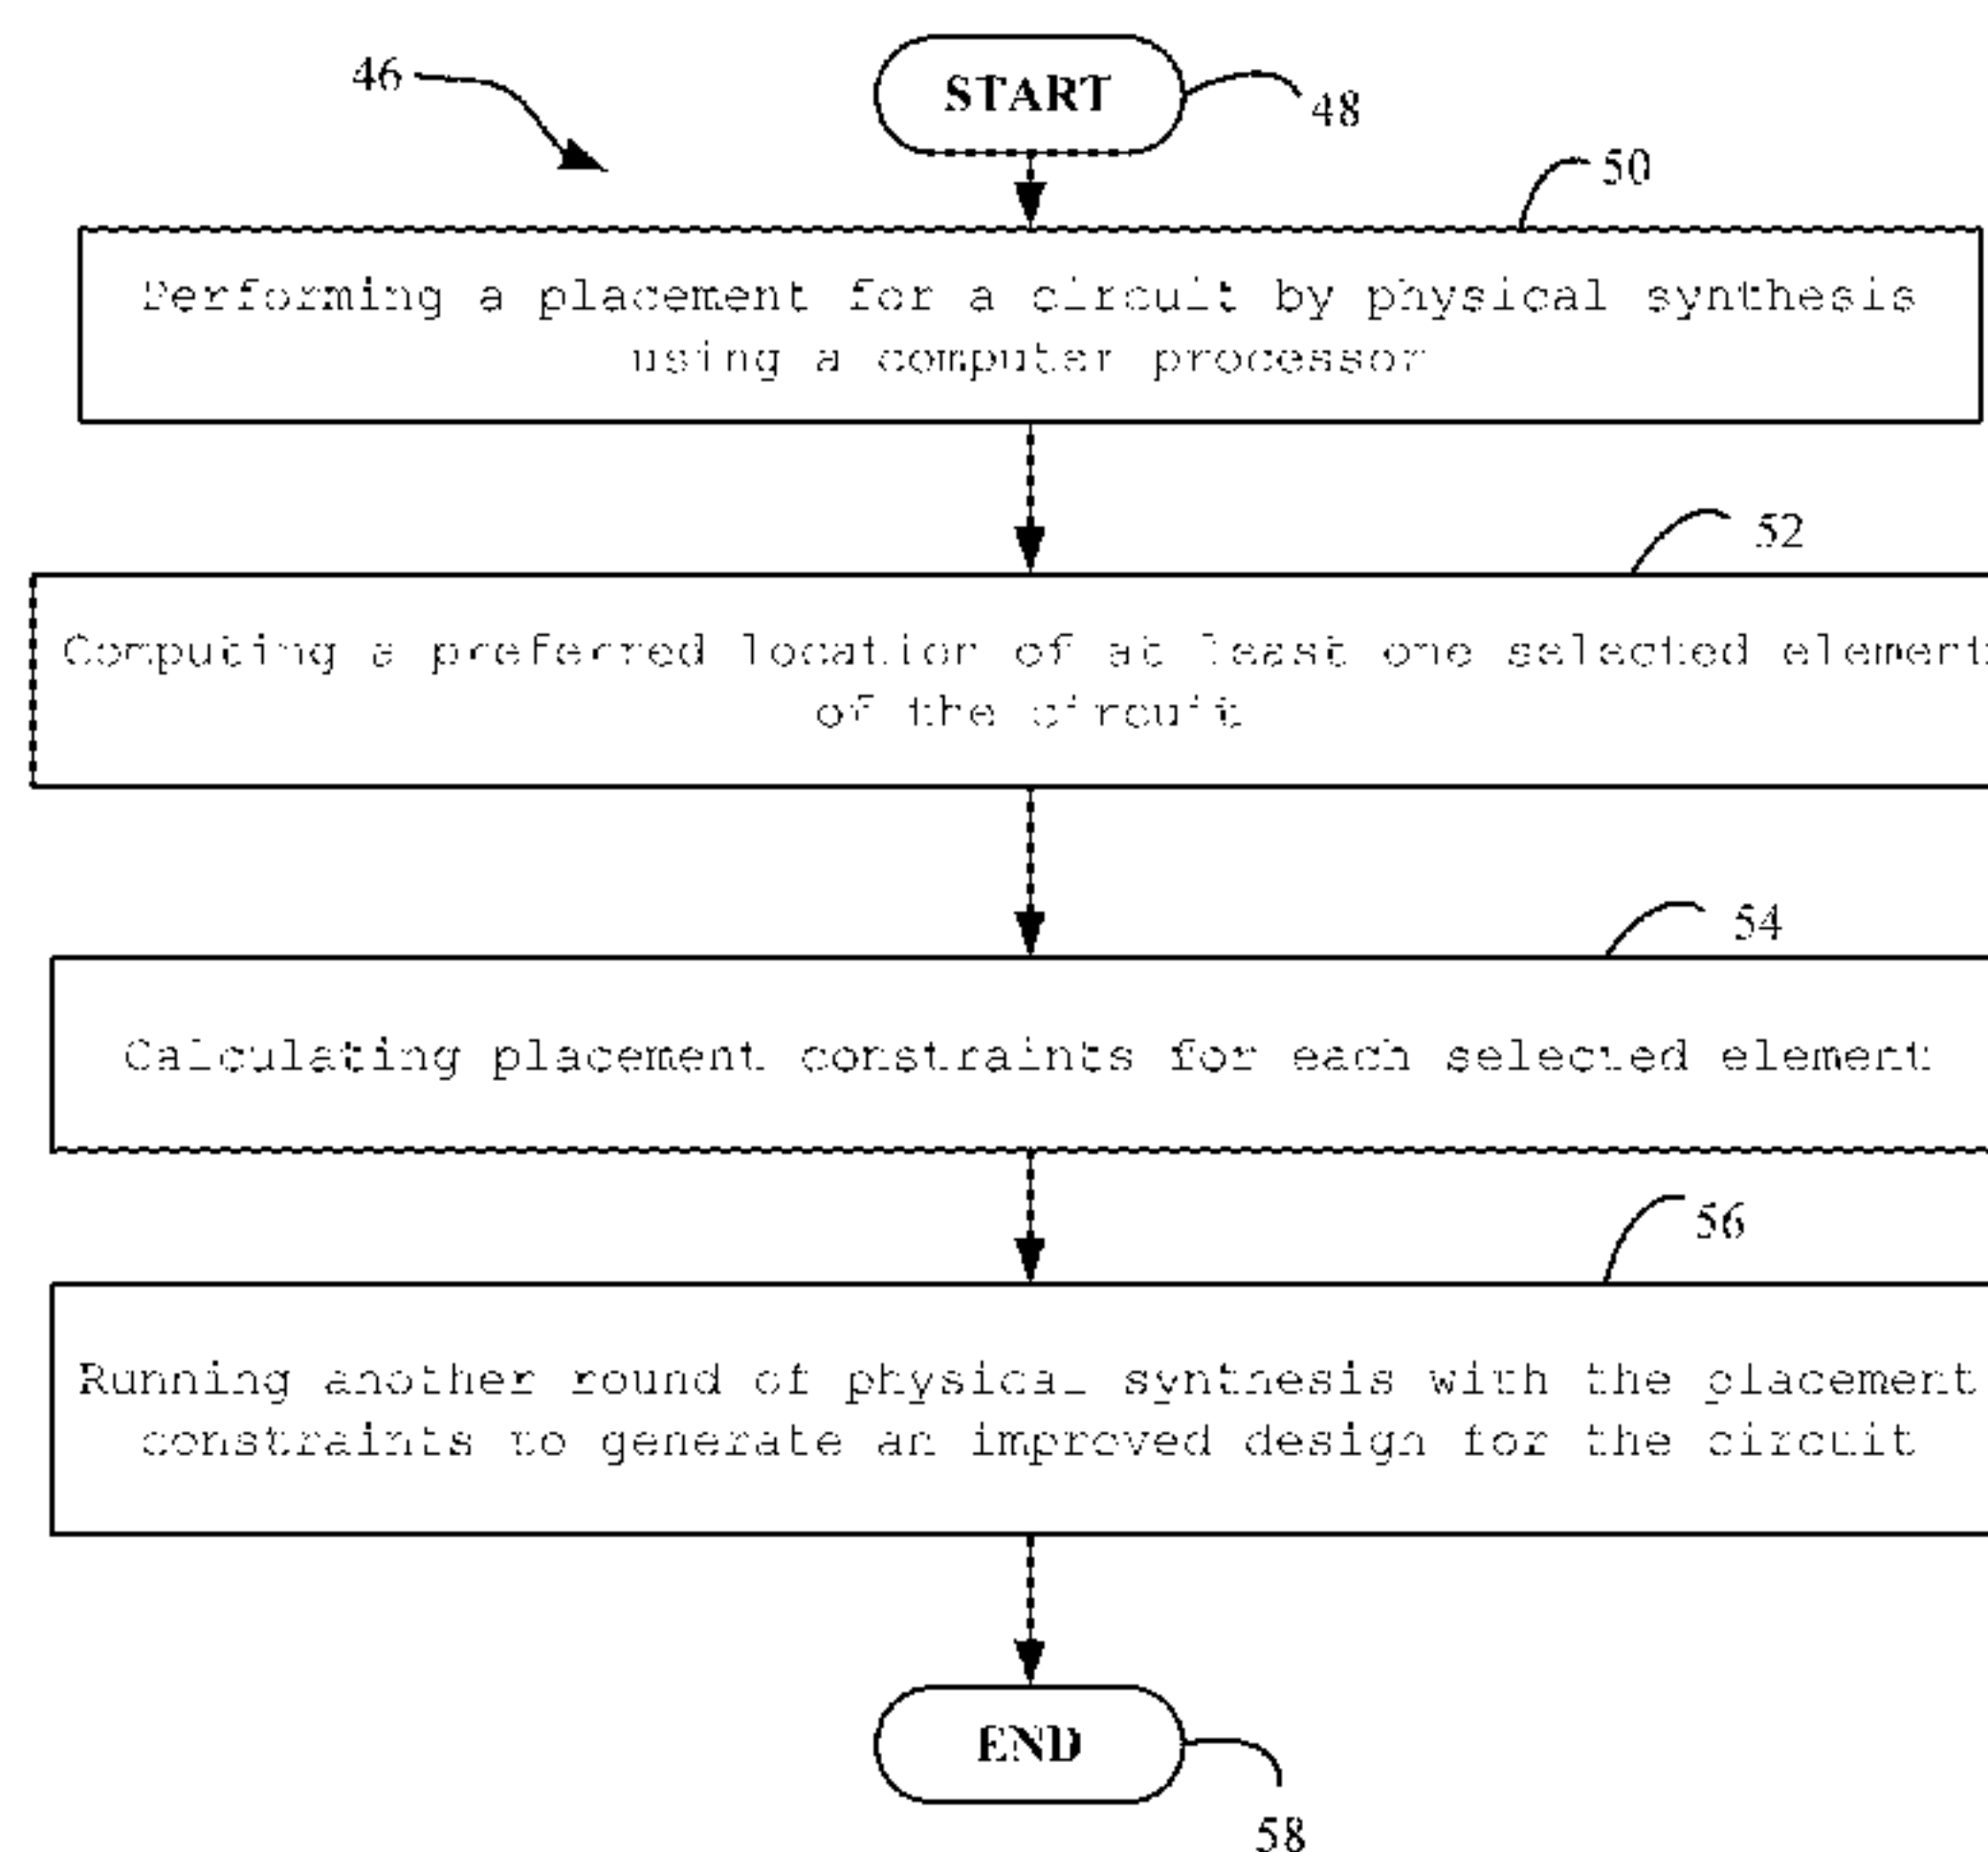 46
START
48
50
Performing a placement for a circuit by physical synthesis
using a computer processor
52
Computing a preferred location of at least one selected element
of the circuit
54
Calculating placement constraints for each selected element
56
Running another round of physical synthesis with the placement
constraints to generate an improved design for the circuit
END
58